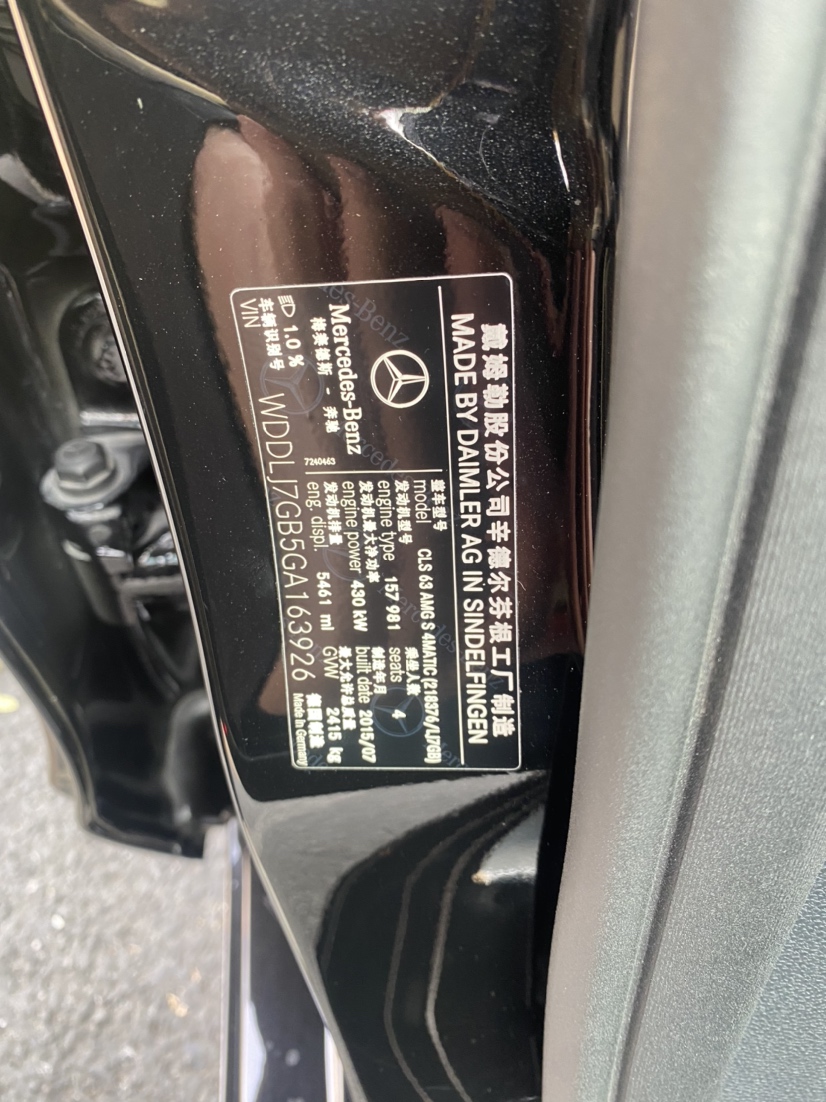 戴姆勒股份公司辛德尔芬根工厂制造
MADE BY DAIMLER AG IN SINDELFINGEN
Mercedes-Benz
梅赛德斯 - 奔驰
7240463
整车型号
model CLS 63 AMG S 4MATIC (218376/LJ7GB)
发动机型号 乘坐人数
engine type 157 981 seats 4
发动机最大净功率 制造年月
engine power 430 kW built date 2015/07
发动机排量 最大允许总质量
eng. displ. 5461 ml GVW 2415 kg
1.0 %
车辆识别号 德国制造
VIN WDDLJ7GB5GA163926 Made in Germany